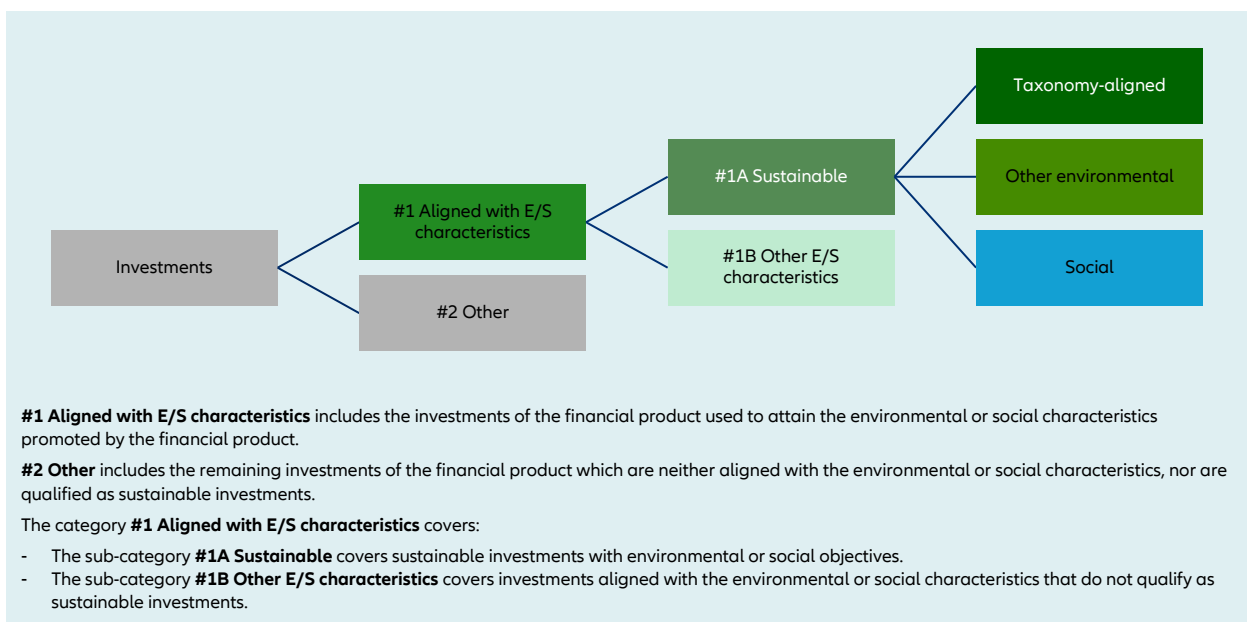 Taxonomy-aligned
#1A Sustainable
Other environmental
#1 Aligned with E/S
characteristics
Investments
#1B Other E/S
characteristics
Social
#2 Other
#1 Aligned with E/S characteristics includes the investments of the financial product used to attain the environmental or social characteristics
promoted by the financial product.
#2 Other includes the remaining investments of the financial product which are neither aligned with the environmental or social characteristics, nor are
qualified as sustainable investments.
The category #1 Aligned with E/S characteristics covers:
- The sub-category #1A Sustainable covers sustainable investments with environmental or social objectives.
- The sub-category #1B Other E/S characteristics covers investments aligned with the environmental or social characteristics that do not qualify as
sustainable investments.